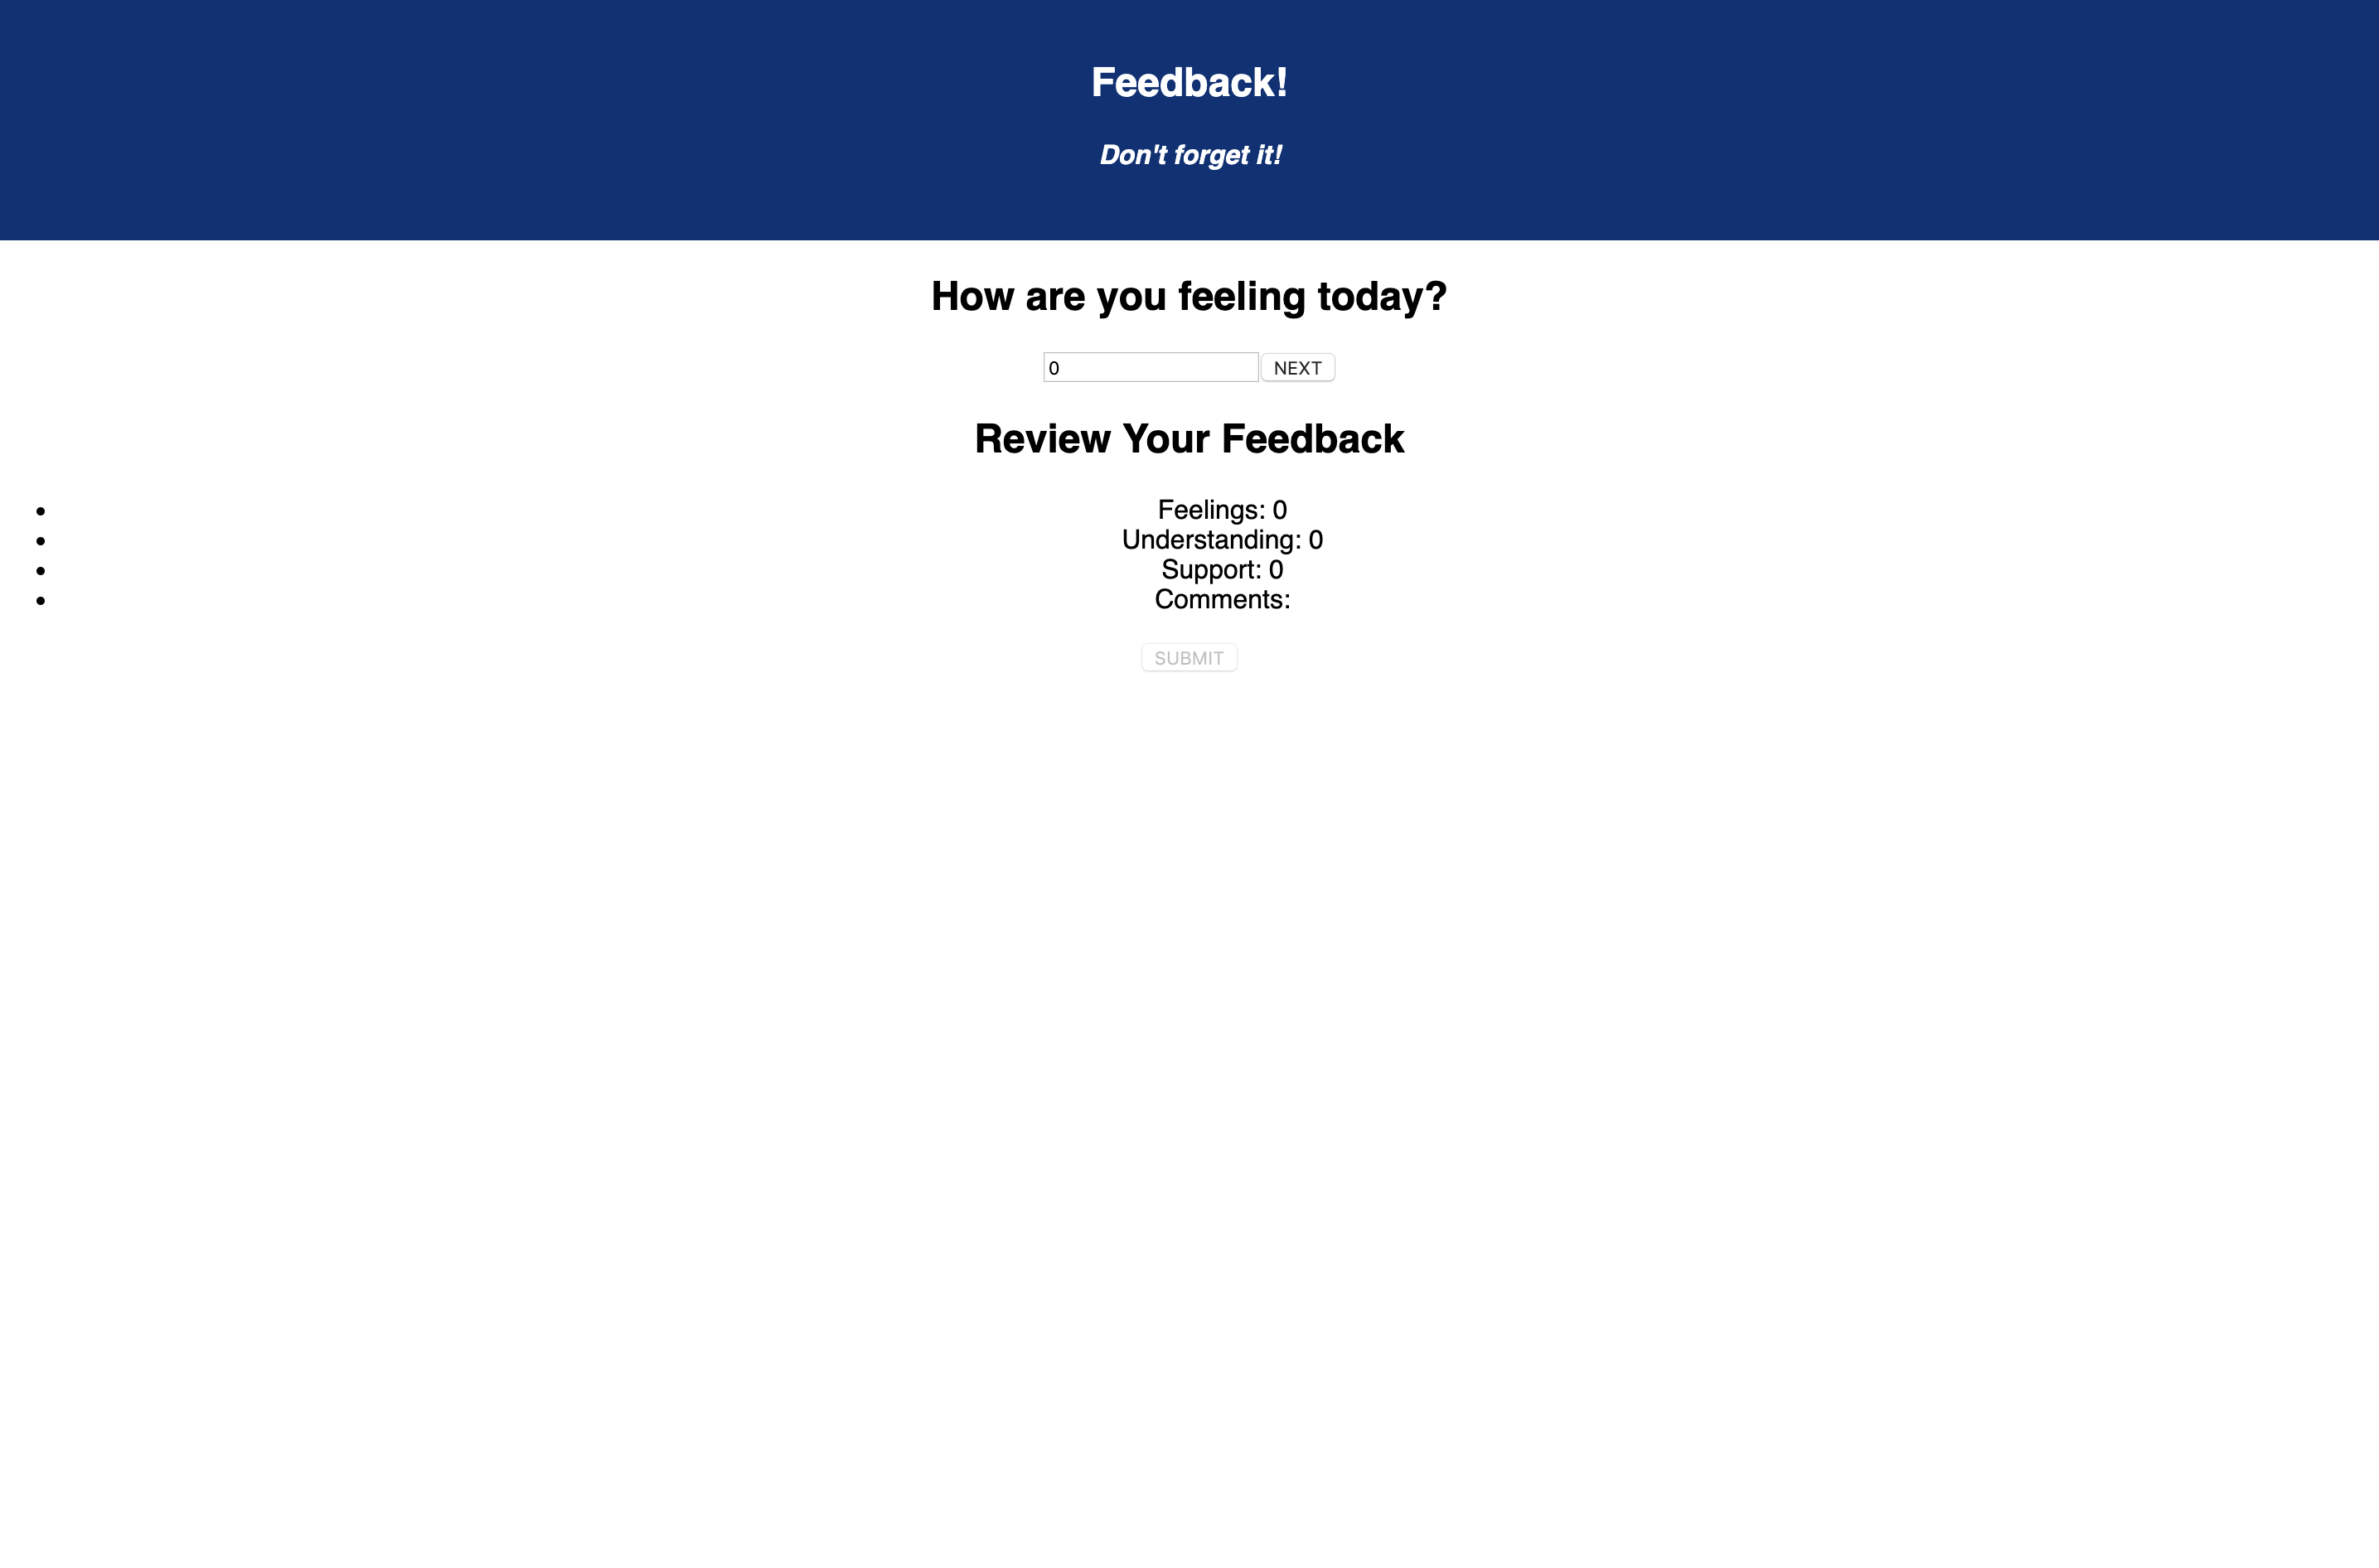 Feedback!
Don't forget it!
How are you feeling today?
0 NEXT
Review Your Feedback
• Feelings: 0
• Understanding: 0
• Support: 0
• Comments:
SUBMIT